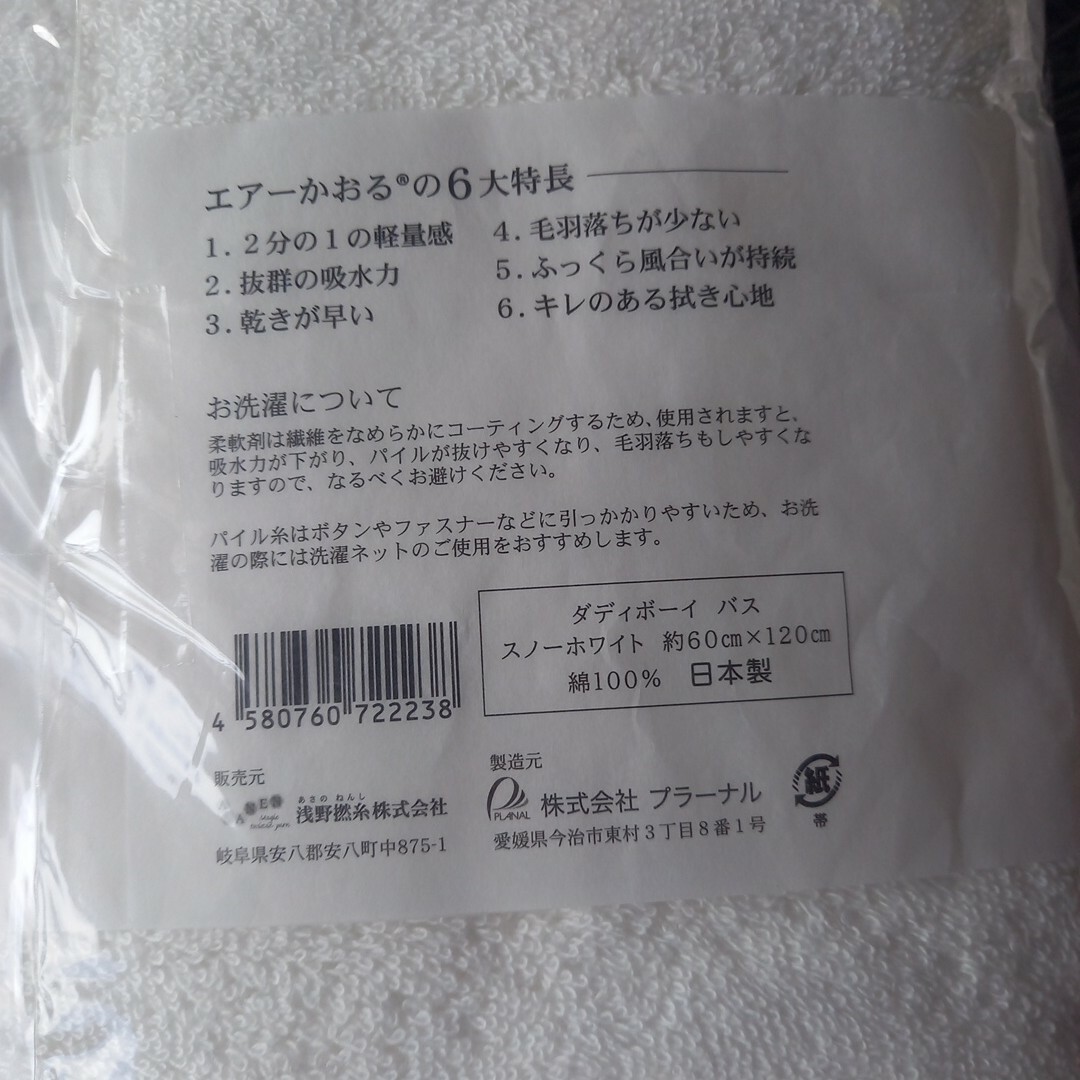 エアーかおる®の6大特長
1.2分の1の軽量感
2.抜群の吸水力
3.乾きが早い
4.毛羽落ちが少ない
5.ふっくら風合いが持続
6.キレのある拭き心地
お洗濯について
柔軟剤は繊維をなめらかにコーティングするため、使用されますと、
吸水力が下がり、パイルが抜けやすくなり、毛羽落ちもしやすくな
りますので、なるべくお避けください。
パイル糸はボタンやファスナーなどに引っかかりやすいため、お洗
濯の際には洗濯ネットのご使用をおすすめします。
ダディボーイ バス
スノーホワイト 約60㎝×120㎝
綿100% 日本製
4 580760 722238
販売元
あさの ねんし
浅野撚糸株式会社
岐阜県安八郡安八町中875-1
製造元
PLANAL
株式会社 プラーナル
愛媛県今治市東村3丁目8番1号
紙
帯